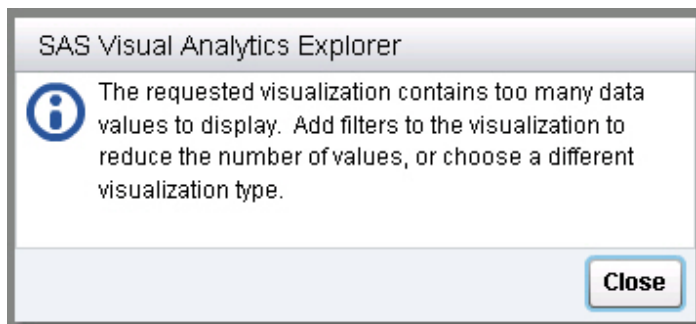 SAS Visual Analytics Explorer
The requested visualization contains too many data
values to display. Add filters to the visualization to
reduce the number of values, or choose a different
visualization type.
Close